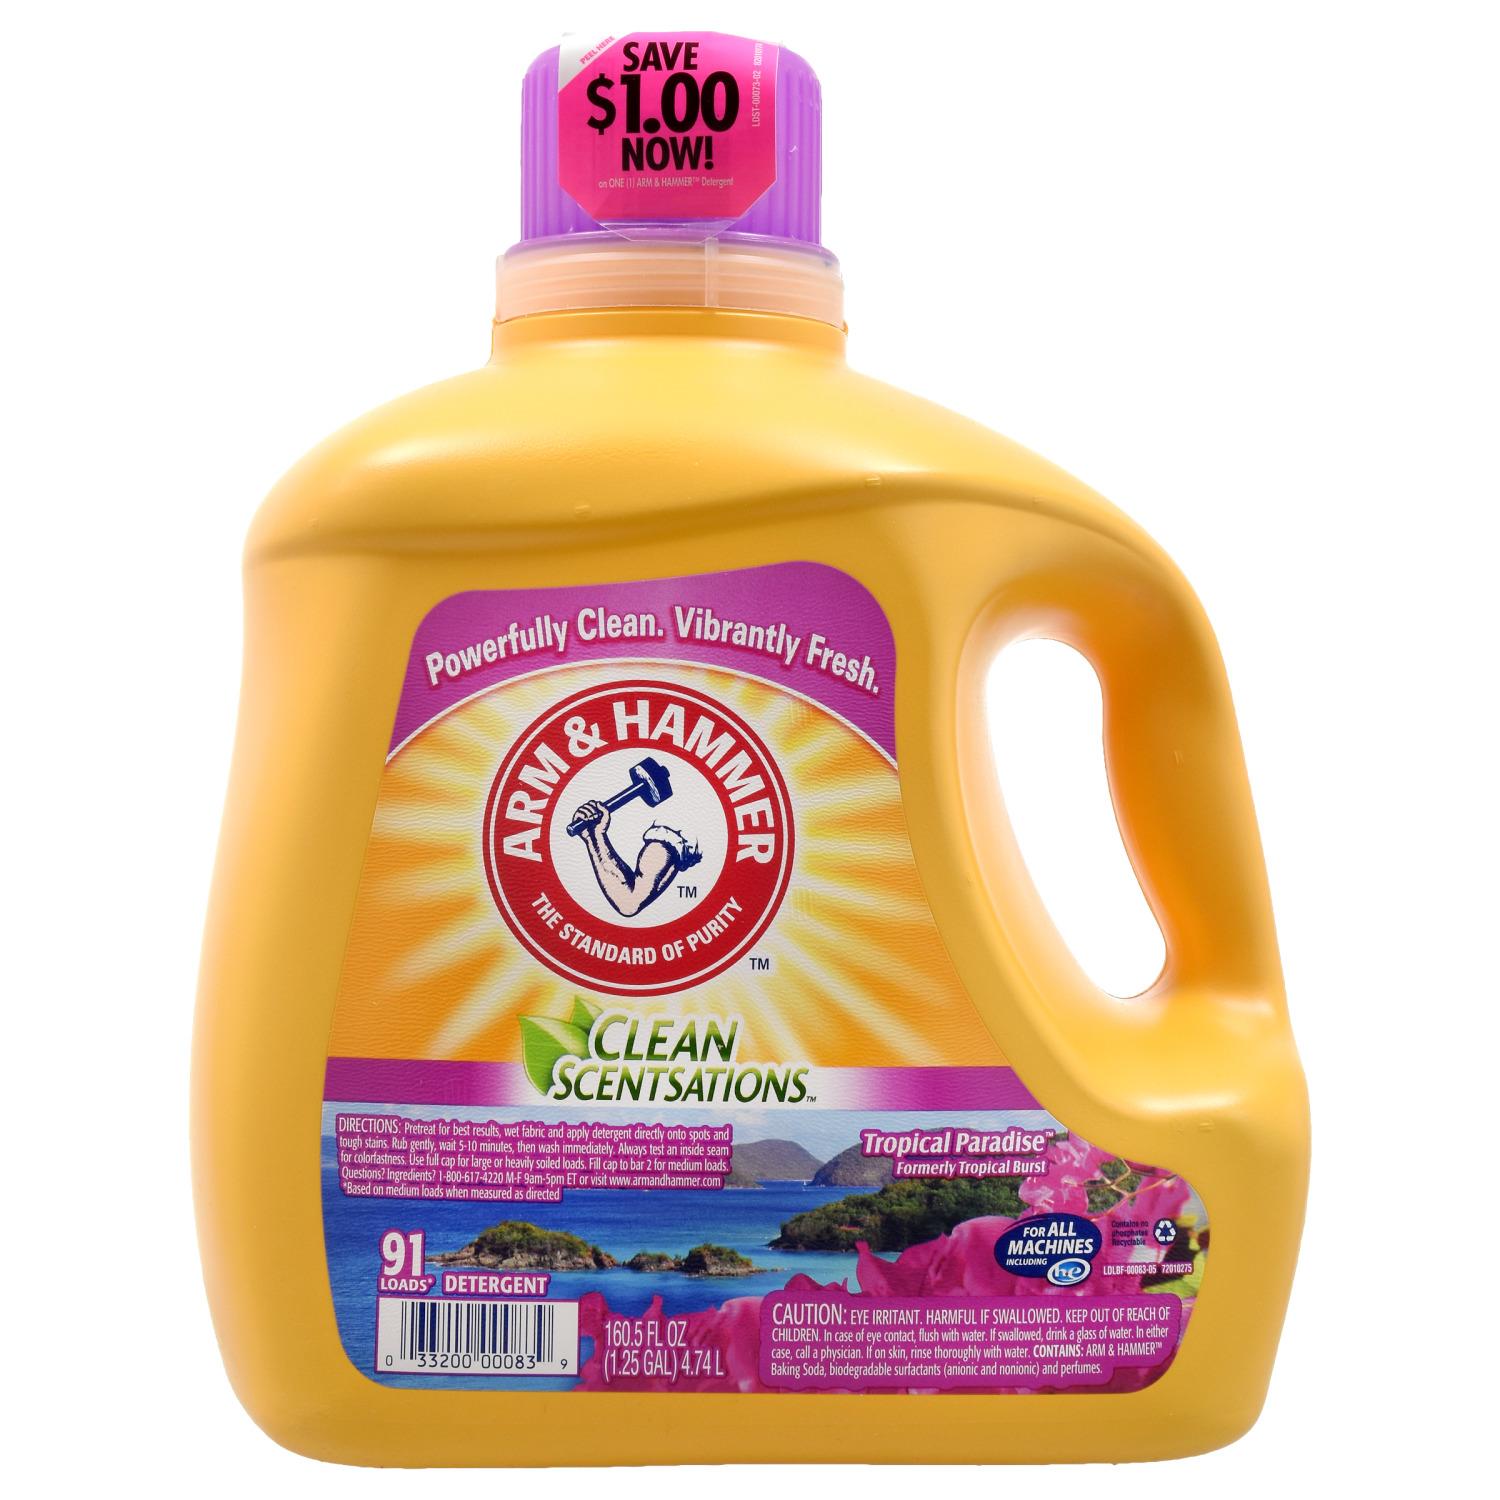 PEEL HERE
SAVE
$1.00
NOW!
on ONE (1) ARM & HAMMER™ Detergent
LDST-00073-02
Powerfully Clean. Vibrantly Fresh.
ARM & HAMMER
THE STANDARD OF PURITY
TM
TM
CLEAN
SCENTSATIONS™
DIRECTIONS: Pretreat for best results, wet fabric and apply detergent directly onto spots and
tough stains. Rub gently, wait 5-10 minutes, then wash immediately. Always test an inside seam
for colorfastness. Use full cap for large or heavily soiled loads. Fill cap to bar 2 for medium loads.
Questions? Ingredients? 1-800-617-4220 M-F 9am-5pm ET or visit www.armandhammer.com
*Based on medium loads when measured as directed
Tropical Paradise™
Formerly Tropical Burst
FOR ALL
MACHINES
INCLUDING he
Contains no
phosphates
Recyclable
LDLBF-00083-05 72010275
91
LOADS* DETERGENT
0 33200 00083 9
160.5 FL OZ
(1.25 GAL) 4.74 L
CAUTION: EYE IRRITANT. HARMFUL IF SWALLOWED. KEEP OUT OF REACH OF
CHILDREN. In case of eye contact, flush with water. If swallowed, drink a glass of water. In either
case, call a physician. If on skin, rinse thoroughly with water. CONTAINS: ARM & HAMMER™
Baking Soda, biodegradable surfactants (anionic and nonionic) and perfumes.